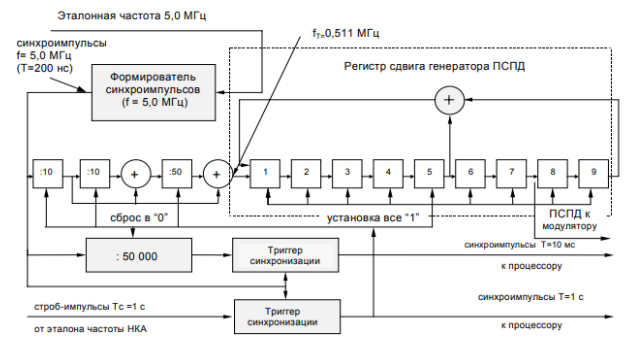 Эталонная частота 5,0 МГц
синхроимпульсы
f= 5,0 МГц
(T=200 нс)
Формирователь
синхроимпульсов
(f = 5,0 МГц)
fT=0,511 МГц
Регистр сдвига генератора ПСПД
+
:10
:10
+
:50
+
1
2
3
4
5
6
7
8
9
сброс в “0”
установка все “1”
ПСПД к
модулятору
: 50 000
Триггер
синхронизации
синхроимпульсы T=10 мс
к процессору
строб-импульсы Тс =1 с
от эталона частоты НКА
Триггер
синхронизации
синхроимпульсы T=1 с
к процессору